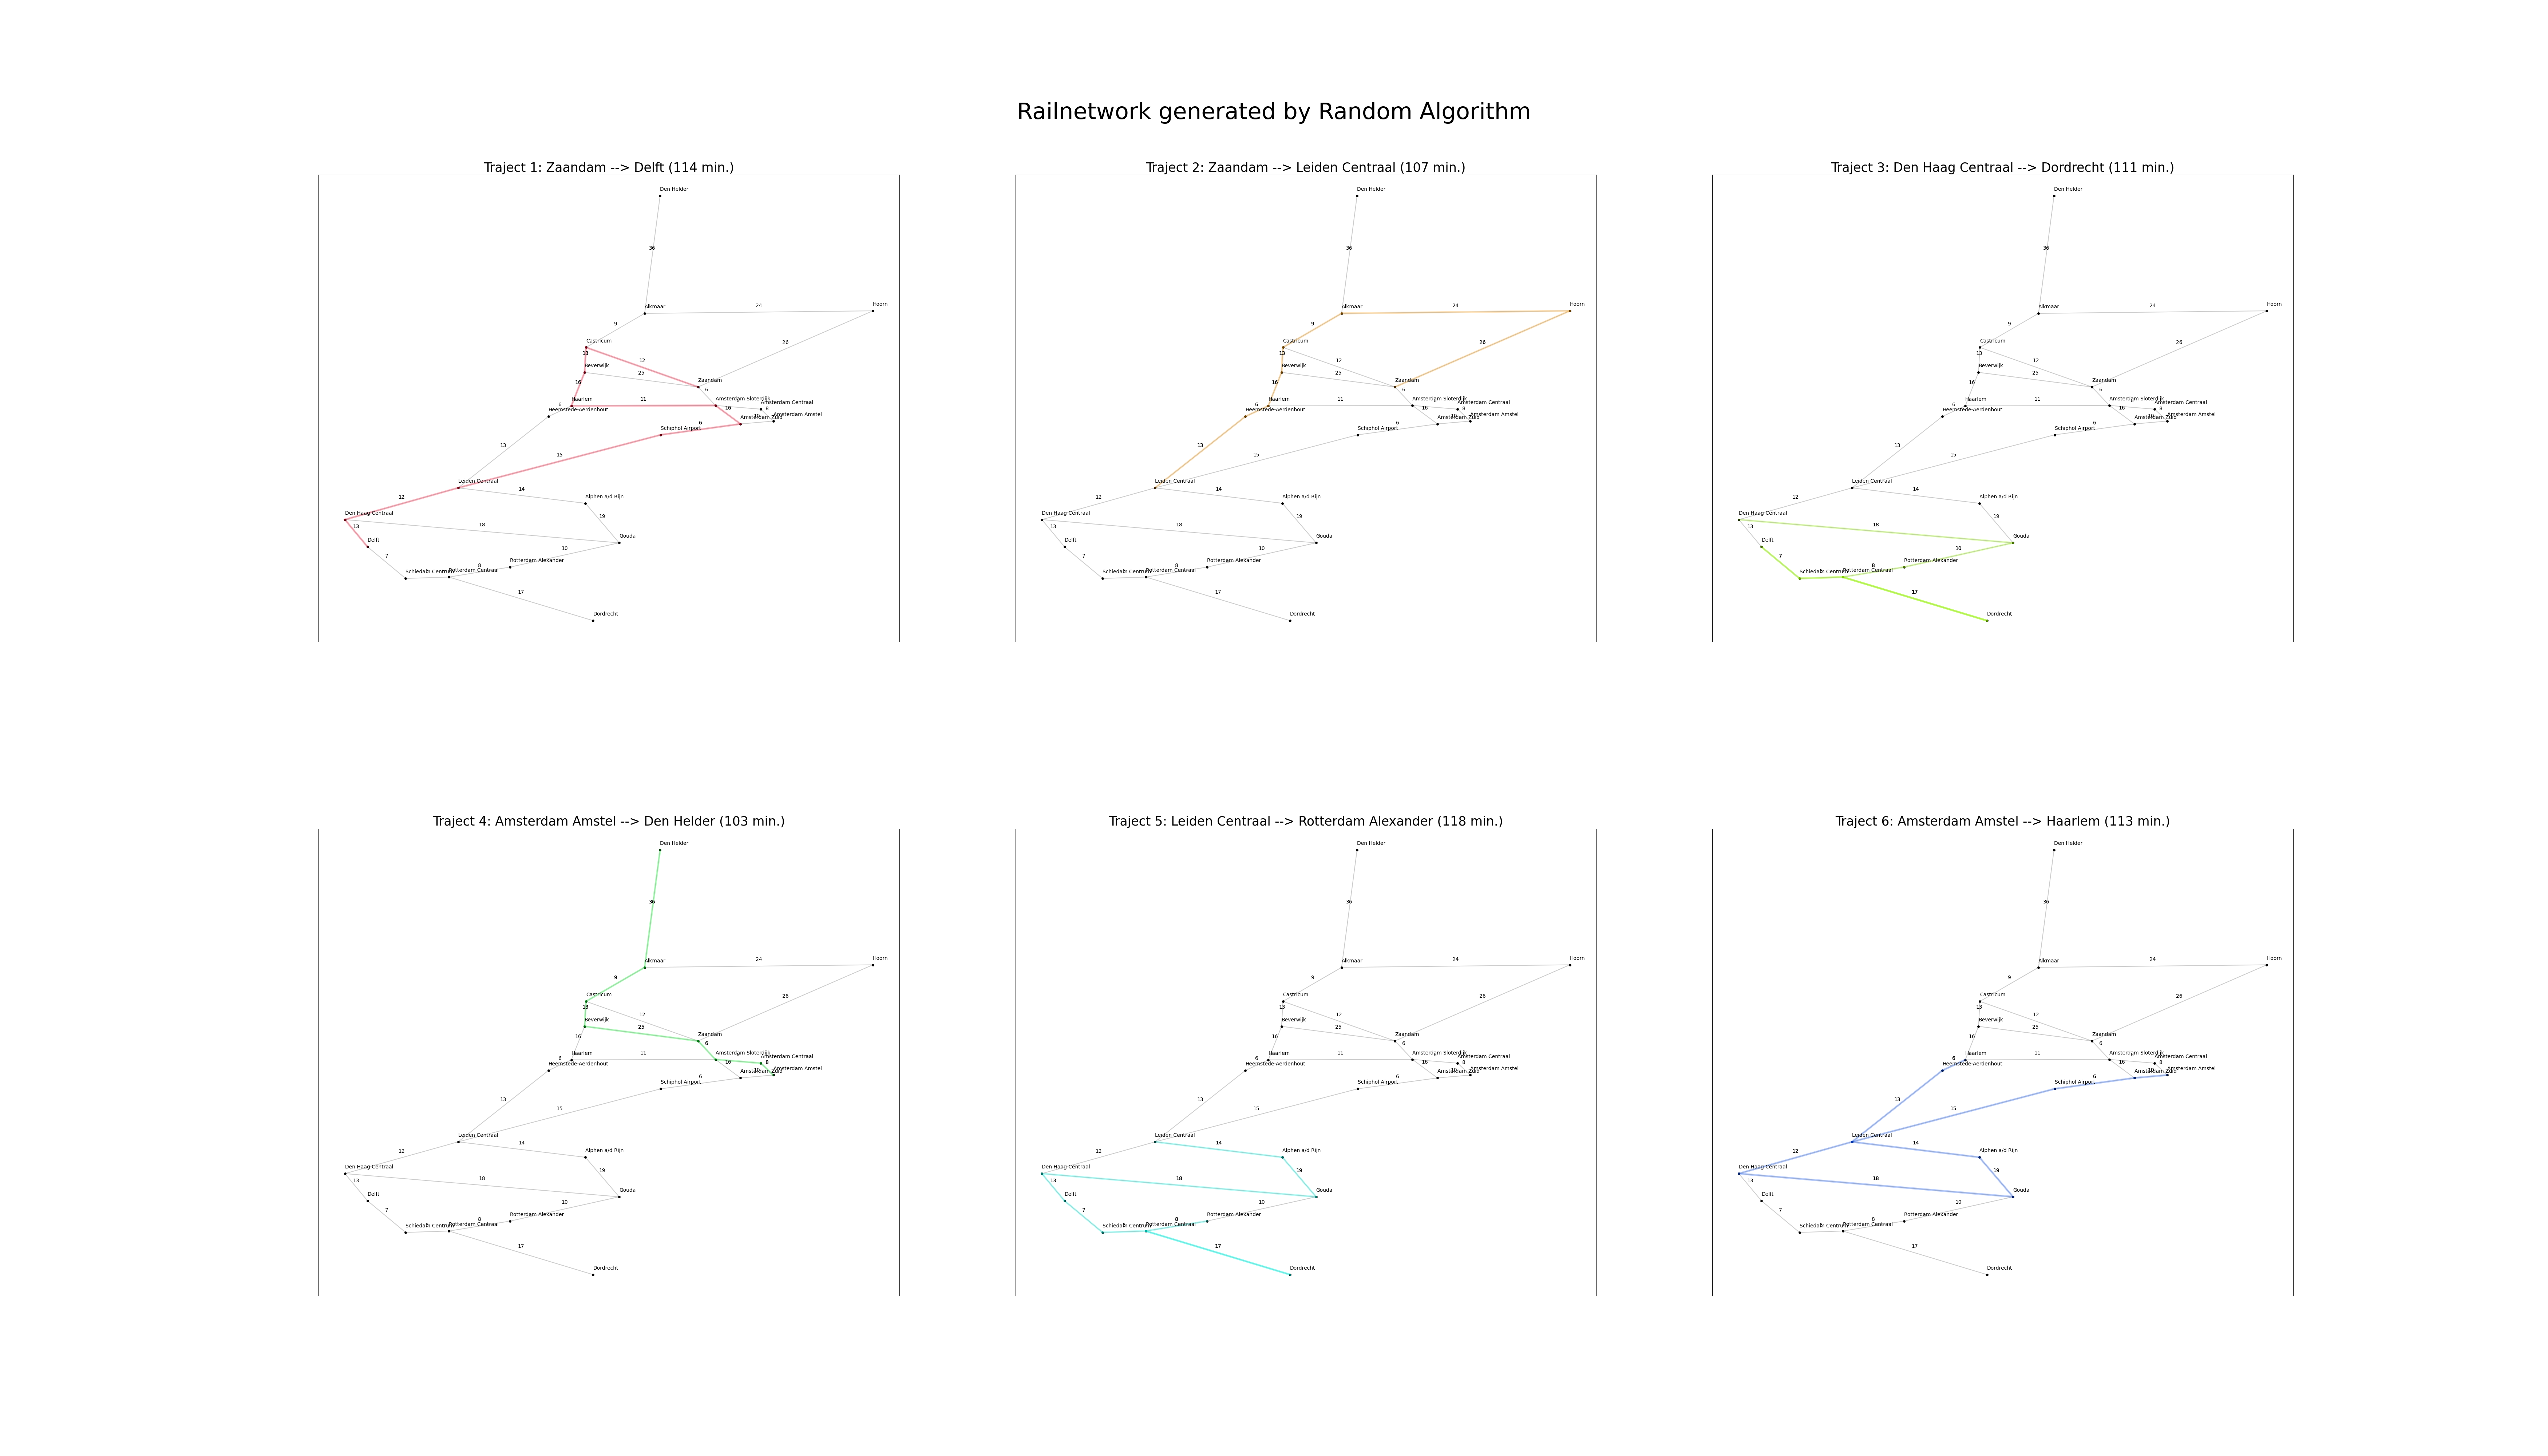 Railnetwork generated by Random Algorithm
Traject 1: Zaandam --> Delft (114 min.)
Den Helder
36
Alkmaar
24
Hoorn
9
26
Castricum
13
12
Beverwijk
25
Zaandam
16
6
Haarlem
11
Amsterdam Sloterdijk
Amsterdam Centraal
6
Heemstede-Aerdenhout
16
8
Amsterdam Amstel
Amsterdam Zuid
6
Schiphol Airport
13
15
Leiden Centraal
14
12
Alphen a/d Rijn
Den Haag Centraal
19
13
18
Delft
Gouda
7
10
8
Rotterdam Alexander
Schiedam Centrum
Rotterdam Centraal
17
Dordrecht
Traject 2: Zaandam --> Leiden Centraal (107 min.)
Den Helder
36
Alkmaar
24
Hoorn
9
26
Castricum
13
12
Beverwijk
25
Zaandam
16
6
Haarlem
11
Amsterdam Sloterdijk
Amsterdam Centraal
6
Heemstede-Aerdenhout
16
8
Amsterdam Amstel
Amsterdam Zuid
6
Schiphol Airport
13
15
Leiden Centraal
14
12
Alphen a/d Rijn
Den Haag Centraal
19
13
18
Delft
Gouda
7
10
8
Rotterdam Alexander
Schiedam Centrum
Rotterdam Centraal
17
Dordrecht
Traject 3: Den Haag Centraal --> Dordrecht (111 min.)
Den Helder
36
Alkmaar
24
Hoorn
9
26
Castricum
13
12
Beverwijk
25
Zaandam
16
6
Haarlem
11
Amsterdam Sloterdijk
Amsterdam Centraal
6
Heemstede-Aerdenhout
16
8
Amsterdam Amstel
Amsterdam Zuid
6
Schiphol Airport
13
15
Leiden Centraal
14
12
Alphen a/d Rijn
Den Haag Centraal
19
13
18
Delft
Gouda
7
10
8
Rotterdam Alexander
Schiedam Centrum
Rotterdam Centraal
17
Dordrecht
Traject 4: Amsterdam Amstel --> Den Helder (103 min.)
Den Helder
36
Alkmaar
24
Hoorn
9
26
Castricum
13
12
Beverwijk
25
Zaandam
16
6
Haarlem
11
Amsterdam Sloterdijk
Amsterdam Centraal
6
Heemstede-Aerdenhout
16
8
Amsterdam Amstel
Amsterdam Zuid
6
Schiphol Airport
13
15
Leiden Centraal
14
12
Alphen a/d Rijn
Den Haag Centraal
19
13
18
Delft
Gouda
7
10
8
Rotterdam Alexander
Schiedam Centrum
Rotterdam Centraal
17
Dordrecht
Traject 5: Leiden Centraal --> Rotterdam Alexander (118 min.)
Den Helder
36
Alkmaar
24
Hoorn
9
26
Castricum
13
12
Beverwijk
25
Zaandam
16
6
Haarlem
11
Amsterdam Sloterdijk
Amsterdam Centraal
6
Heemstede-Aerdenhout
16
8
Amsterdam Amstel
Amsterdam Zuid
6
Schiphol Airport
13
15
Leiden Centraal
14
12
Alphen a/d Rijn
Den Haag Centraal
19
13
18
Delft
Gouda
7
10
8
Rotterdam Alexander
Schiedam Centrum
Rotterdam Centraal
17
Dordrecht
Traject 6: Amsterdam Amstel --> Haarlem (113 min.)
Den Helder
36
Alkmaar
24
Hoorn
9
26
Castricum
13
12
Beverwijk
25
Zaandam
16
6
Haarlem
11
Amsterdam Sloterdijk
Amsterdam Centraal
6
Heemstede-Aerdenhout
16
8
Amsterdam Amstel
Amsterdam Zuid
6
Schiphol Airport
13
15
Leiden Centraal
14
12
Alphen a/d Rijn
Den Haag Centraal
19
13
18
Delft
Gouda
7
10
8
Rotterdam Alexander
Schiedam Centrum
Rotterdam Centraal
17
Dordrecht